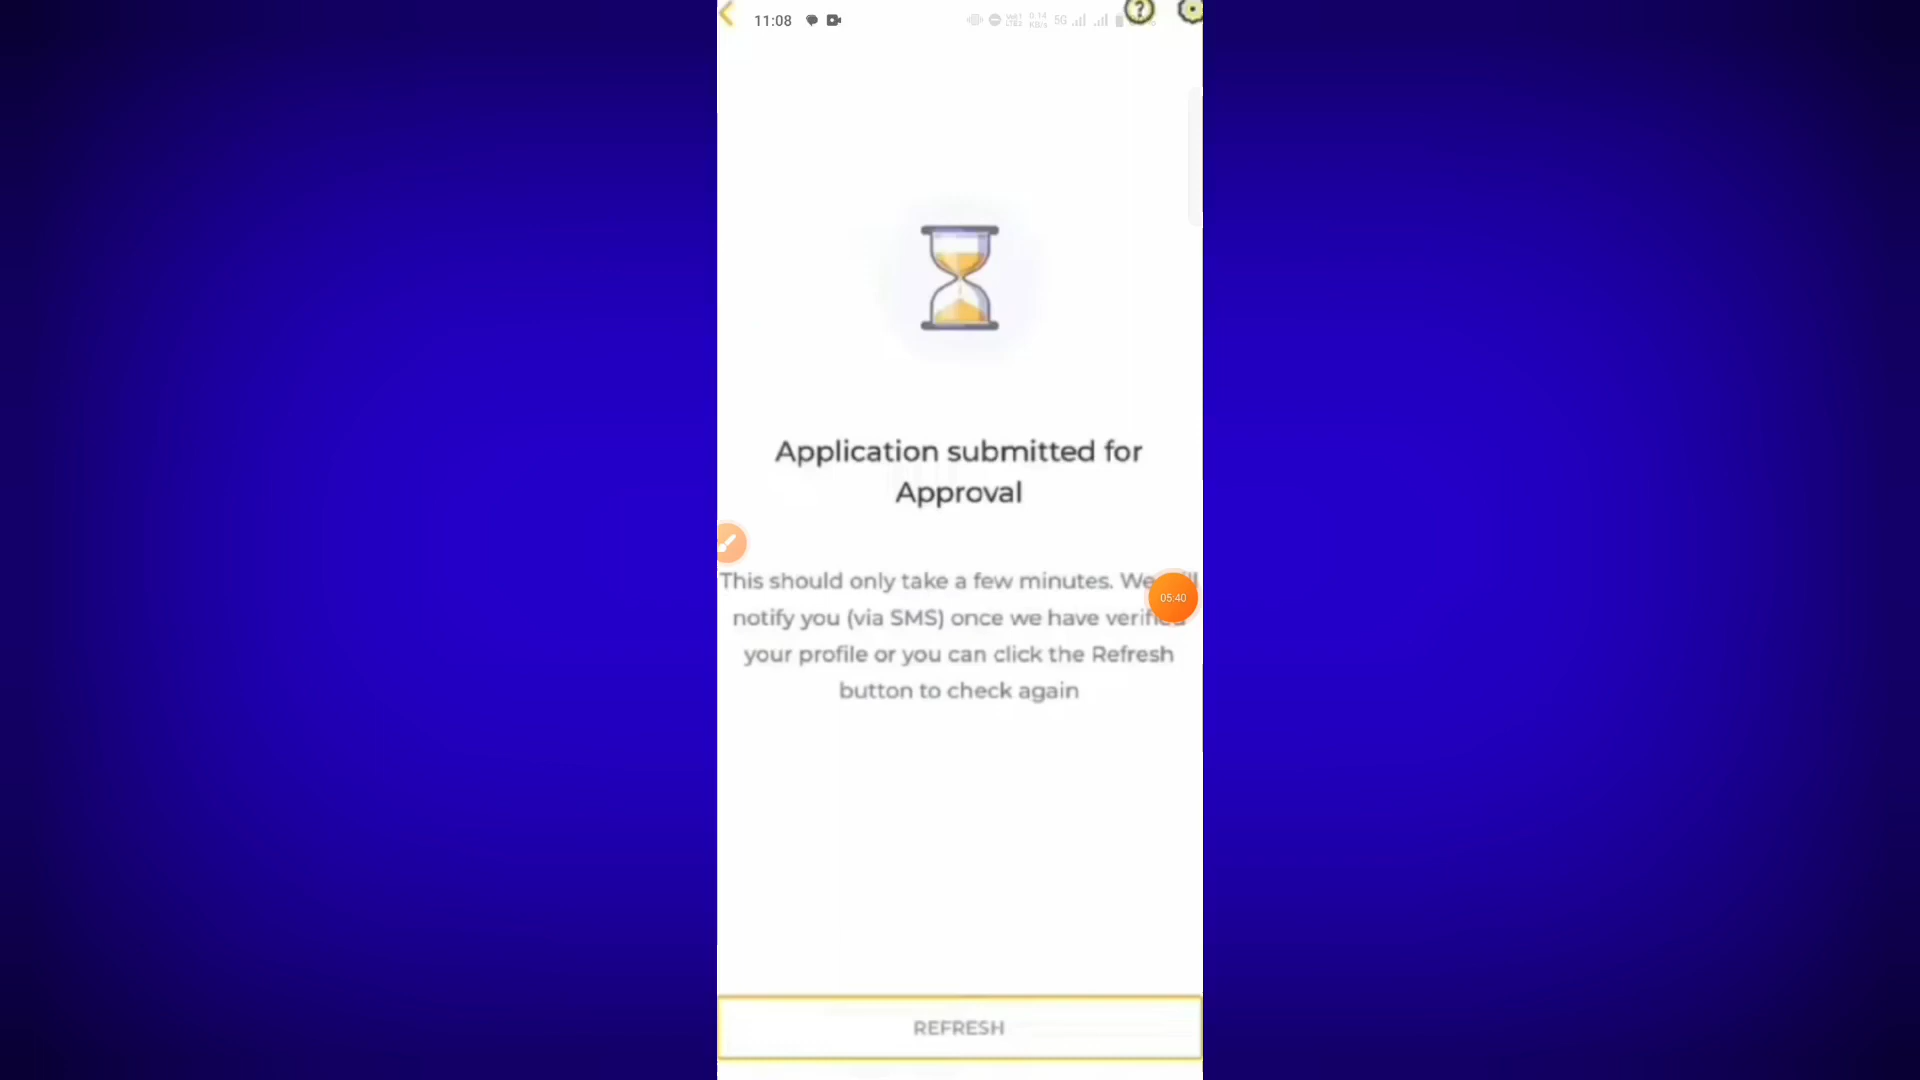 11:08
5G
?
Application submitted for
Approval
This should only take a few minutes. We
notify you (via SMS) once we have
05:40
your profile or you can click the Refresh
button to check again
REFRESH